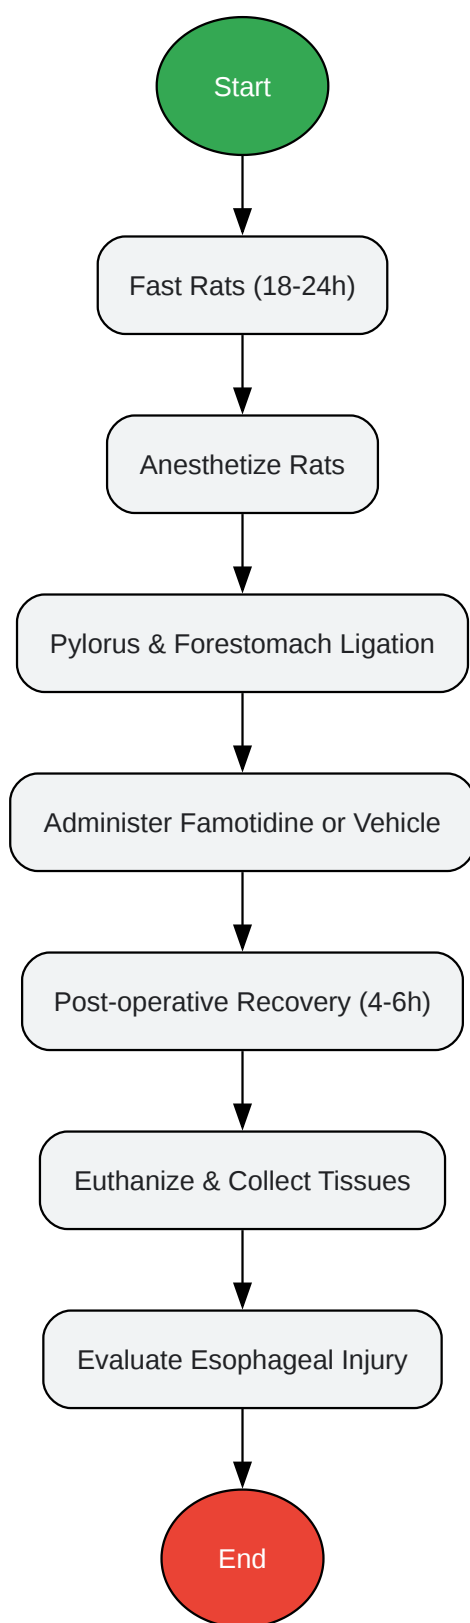 Start
Fast Rats (18-24h)
Anesthetize Rats
Pylorus & Forestomach Ligation
Administer Famotidine or Vehicle
Post-operative Recovery (4-6h)
Euthanize & Collect Tissues
Evaluate Esophageal Injury
End